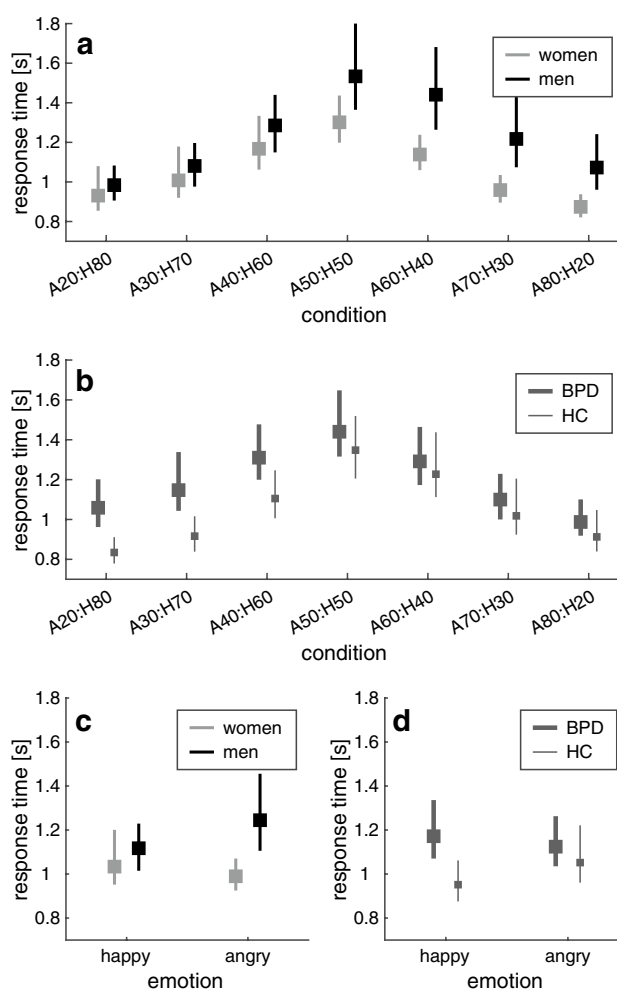 a
women
men
response time [s]
1.8
1.6
1.4
1.2
1
0.8
A20:H80 A30:H70 A40:H60 A50:H50 A60:H40 A70:H30 A80:H20
condition
b
BPD
HC
response time [s]
1.8
1.6
1.4
1.2
1
0.8
A20:H80 A30:H70 A40:H60 A50:H50 A60:H40 A70:H30 A80:H20
condition
c
women
men
response time [s]
1.8
1.6
1.4
1.2
1
0.8
happy angry
emotion
d
BPD
HC
response time [s]
1.8
1.6
1.4
1.2
1
0.8
happy angry
emotion